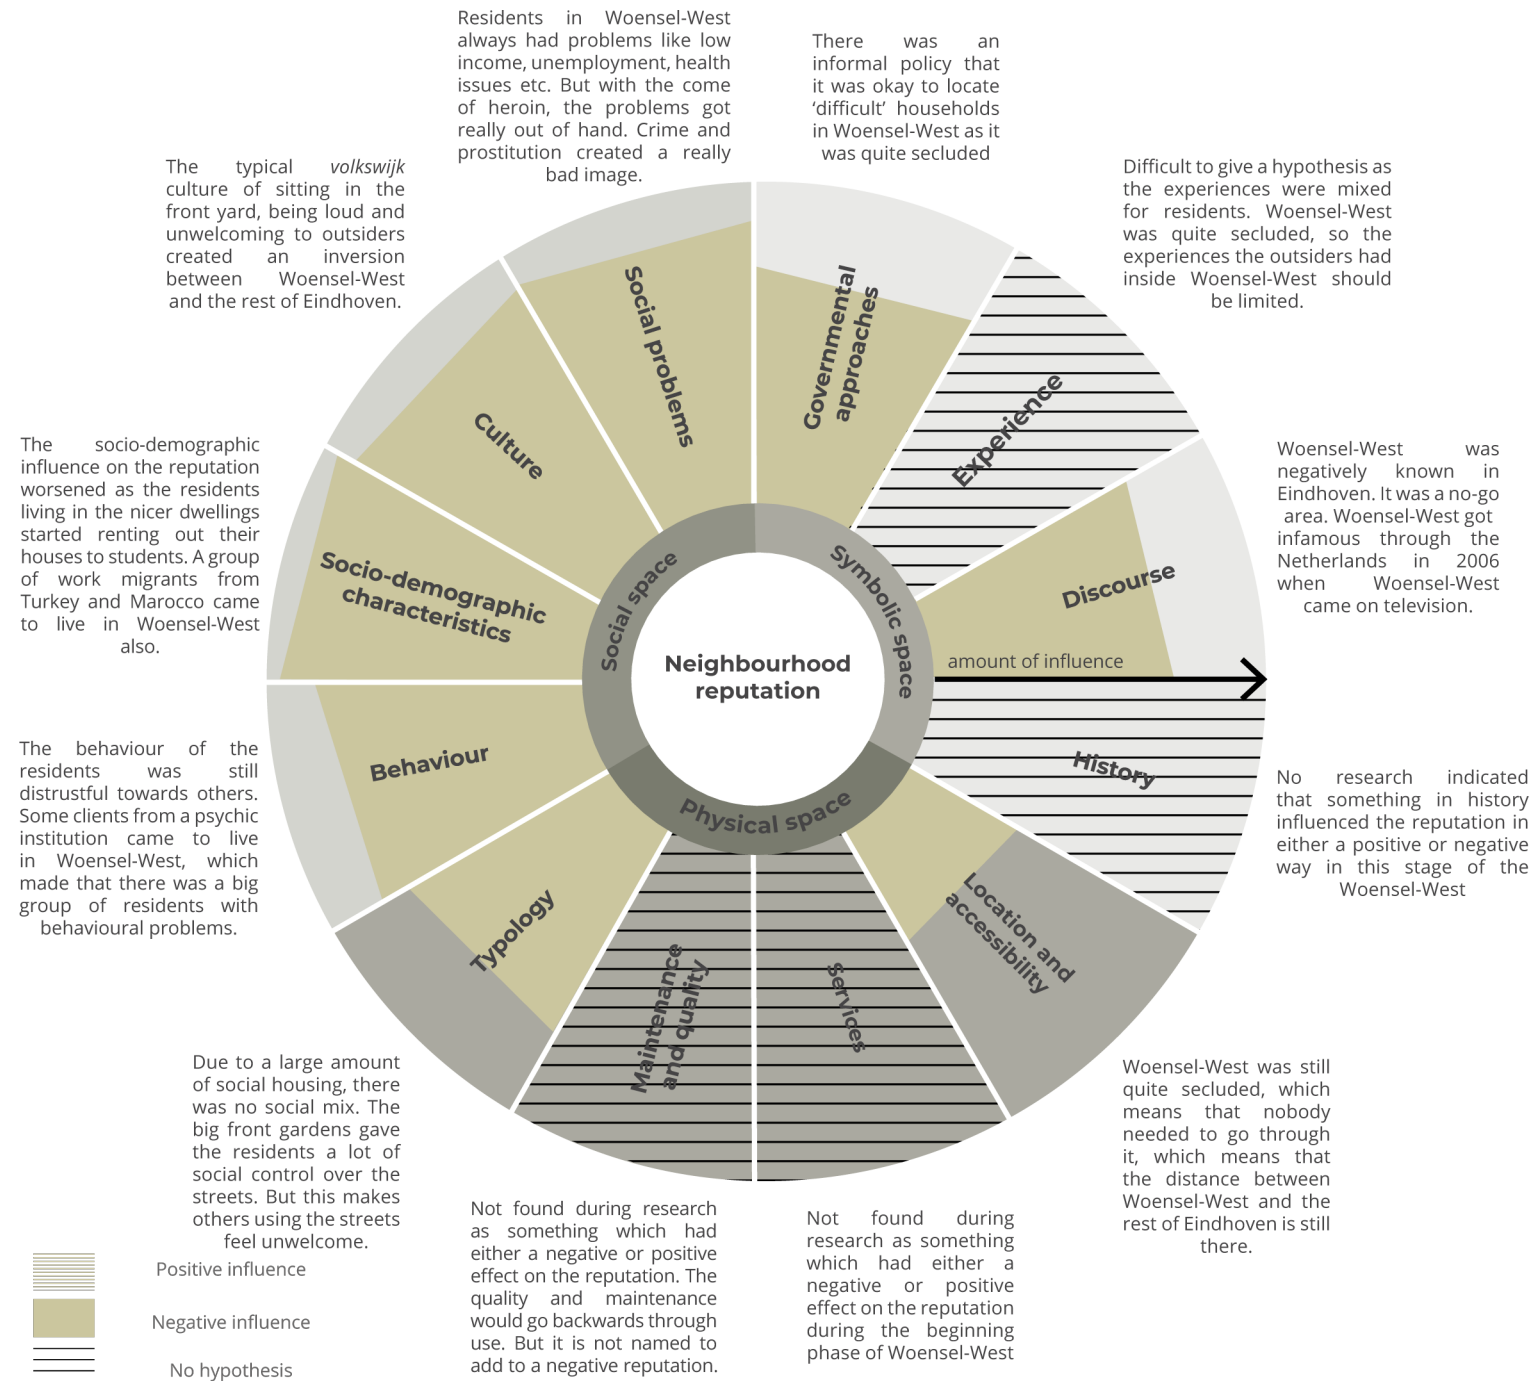 Residents in Woensel-West
always had problems like low
income, unemployment, health
issues etc. But with the come
of heroin, the problems got
really out of hand. Crime and
prostitution created a really
bad image.
There was an
informal policy that
it was okay to locate
‘difficult’ households
in Woensel-West as it
was quite secluded
The typical volkswijk
culture of sitting in the
front yard, being loud and
unwelcoming to outsiders
created an inversion
between Woensel-West
and the rest of Eindhoven.
Difficult to give a hypothesis as
the experiences were mixed
for residents. Woensel-West
was quite secluded, so the
experiences the outsiders had
inside Woensel-West should
be limited.
The socio-demographic
influence on the reputation
worsened as the residents
living in the nicer dwellings
started renting out their
houses to students. A group
of work migrants from
Turkey and Marocco came
to live in Woensel-West
also.
Woensel-West was
negatively known in
Eindhoven. It was a no-go
area. Woensel-West got
infamous through the
Netherlands in 2006
when Woensel-West
came on television.
Social problems
Governmental
approaches
Culture
Experience
Socio-demographic
characteristics
Discourse
Social space
Symbolic space
Neighbourhood
reputation
amount of influence
Behaviour
History
Physical space
Typology
Maintenance
and quality
Services
Location and
accessibility
The behaviour of the
residents was still
distrustful towards others.
Some clients from a psychic
institution came to live
in Woensel-West, which
made that there was a big
group of residents with
behavioural problems.
No research indicated
that something in history
influenced the reputation in
either a positive or negative
way in this stage of the
Woensel-West
Due to a large amount
of social housing, there
was no social mix. The
big front gardens gave
the residents a lot of
social control over the
streets. But this makes
others using the streets
feel unwelcome.
Woensel-West was still
quite secluded, which
means that nobody
needed to go through
it, which means that
the distance between
Woensel-West and the
rest of Eindhoven is still
there.
Not found during research
as something which had
either a negative or positive
effect on the reputation. The
quality and maintenance
would go backwards through
use. But it is not named to
add to a negative reputation.
Not found during
research as something
which had either a
negative or positive
effect on the reputation
during the beginning
phase of Woensel-West
Positive influence
Negative influence
No hypothesis